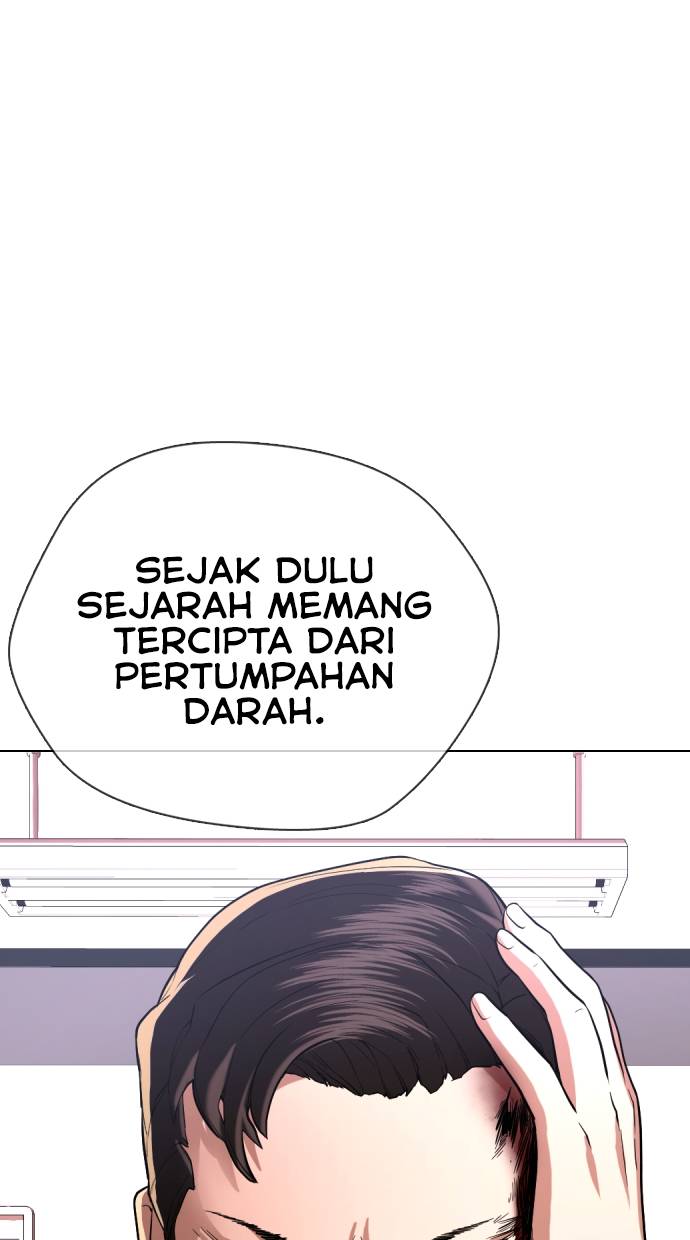 SEJAK DULU
SEJARAH MEMANG
TERCIPTA DARI
PERTUMPAHAN
DARAH.